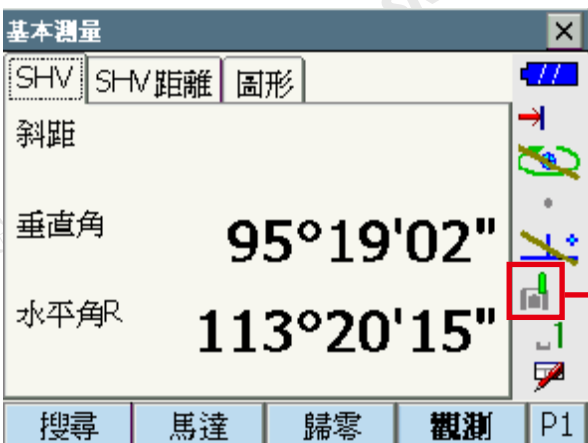 基本測量
SHV SHV距離 圖形
斜距
垂直角 95°19'02"
水平角R 113°20'15"
1
搜尋 馬達 歸零 觀測 P1